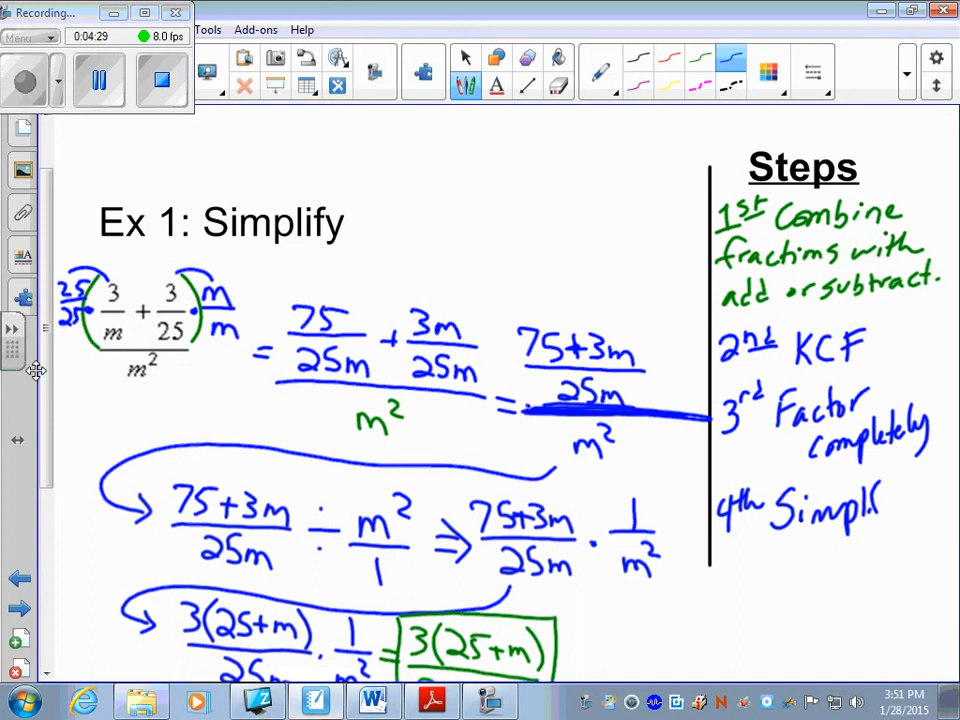 Recording...
Menu
0:04:29
8.0 fps
Tools Add-ons Help
Steps
1st Combine
fractions with
add or subtract.
2nd KCF
3rd Factor
completely
4th Simpli
Ex 1: Simplify
25/25 · (3/m + 3/25) · m/m
m²
= 75/25m + 3m/25m = 75+3m/25m
m² m²
75+3m/25m ÷ m²/1 ⇒ 75+3m/25m · 1/m²
3(25+m)/25m · 1/m² = 3(25+m)
3:51 PM
1/28/2015